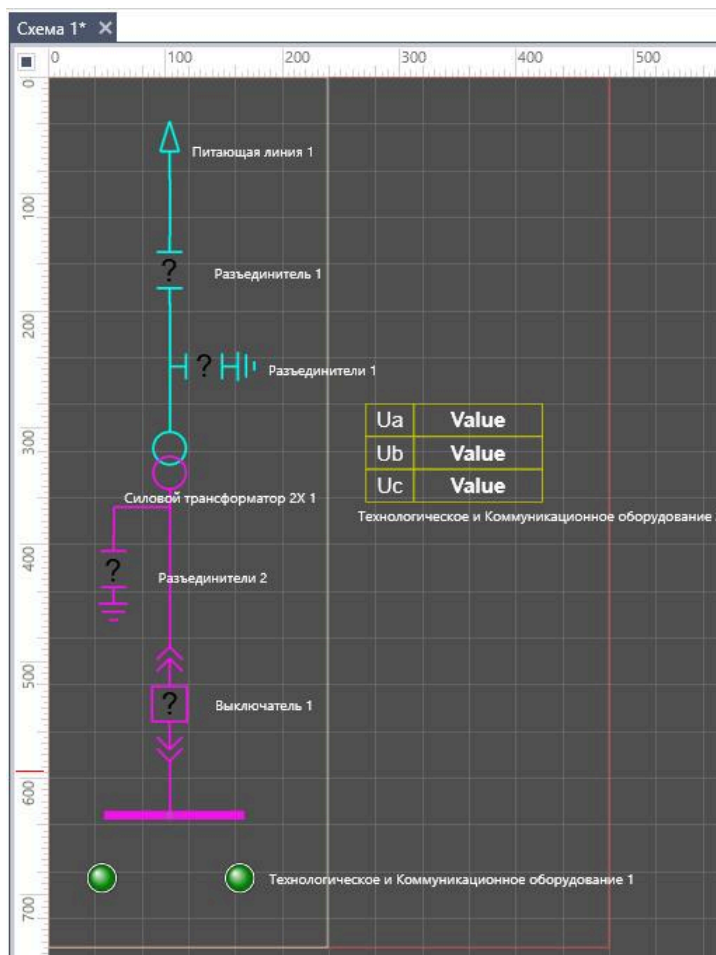 Схема 1*
0 100 200 300 400 500
0
100
200
300
400
500
600
700
Питающая линия 1
?
Разъединитель 1
?
Разъединители 1
Ua Value
Ub Value
Uc Value
Силовой трансформатор 2X 1
Технологическое и Коммуникационное оборудование
?
Разъединители 2
?
Выключатель 1
Технологическое и Коммуникационное оборудование 1